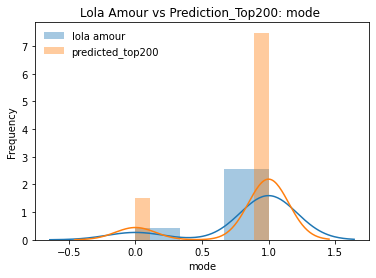 Lola Amour vs Prediction_Top200: mode
lola amour
predicted_top200
Frequency
7
6
5
4
3
2
1
0
−0.5
0.0
0.5
1.0
1.5
mode